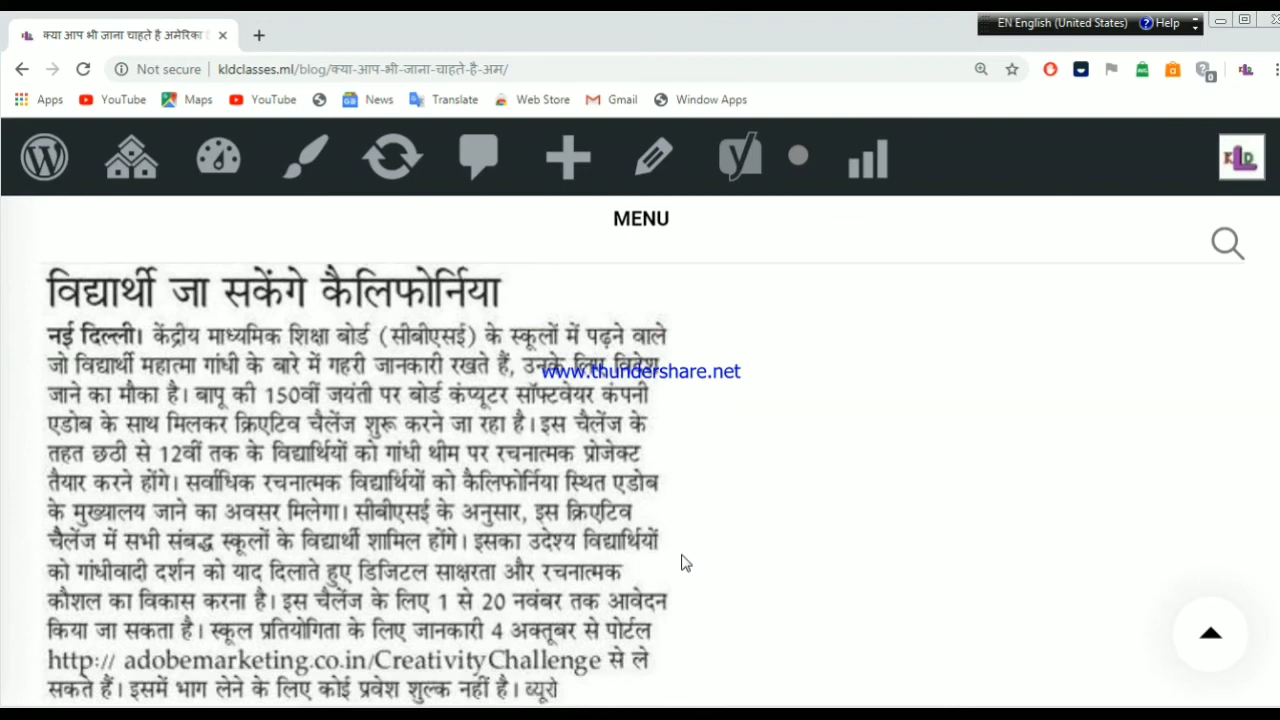 क्या आप भी जाना चाहते है अमेरिका
EN English (United States) Help
Not secure kldclasses.ml/blog/क्या-आप-भी-जाना-चाहते-है-अम/
Apps YouTube Maps YouTube News Translate Web Store Gmail Window Apps
KLD
MENU
विद्यार्थी जा सकेंगे कैलिफोर्निया
नई दिल्ली। केंद्रीय माध्यमिक शिक्षा बोर्ड (सीबीएसई) के स्कूलों में पढ़ने वाले
जो विद्यार्थी महात्मा गांधी के बारे में गहरी जानकारी रखते हैं, उनके लिए विदेश
www.thundershare.net
जाने का मौका है। बापू की 150वीं जयंती पर बोर्ड कंप्यूटर सॉफ्टवेयर कंपनी
एडोब के साथ मिलकर क्रिएटिव चैलेंज शुरू करने जा रहा है। इस चैलेंज के
तहत छठी से 12वीं तक के विद्यार्थियों को गांधी थीम पर रचनात्मक प्रोजेक्ट
तैयार करने होंगे। सर्वाधिक रचनात्मक विद्यार्थियों को कैलिफोर्निया स्थित एडोब
के मुख्यालय जाने का अवसर मिलेगा। सीबीएसई के अनुसार, इस क्रिएटिव
चैलेंज में सभी संबद्ध स्कूलों के विद्यार्थी शामिल होंगे। इसका उदेश्य विद्यार्थियों
को गांधीवादी दर्शन को याद दिलाते हुए डिजिटल साक्षरता और रचनात्मक
कौशल का विकास करना है। इस चैलेंज के लिए 1 से 20 नवंबर तक आवेदन
किया जा सकता है। स्कूल प्रतियोगिता के लिए जानकारी 4 अक्तूबर से पोर्टल
http:// adobemarketing.co.in/CreativityChallenge से ले
सकते हैं। इसमें भाग लेने के लिए कोई प्रवेश शुल्क नहीं है। ब्यूरो